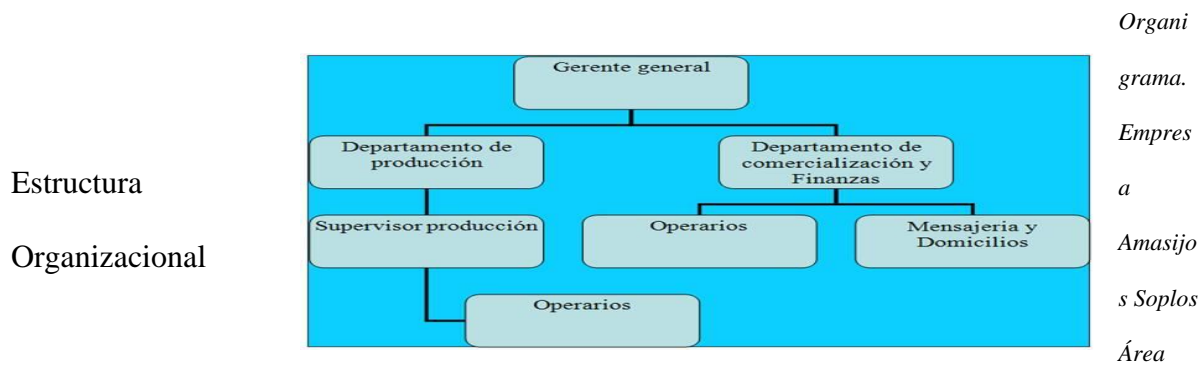 Estructura
Organizacional
Gerente general
Departamento de
producción
Departamento de
comercialización y
Finanzas
Supervisor producción
Operarios
Mensajeria y
Domicilios
Operarios
Organi
grama.
Empres
a
Amasijo
s Soplos
Área